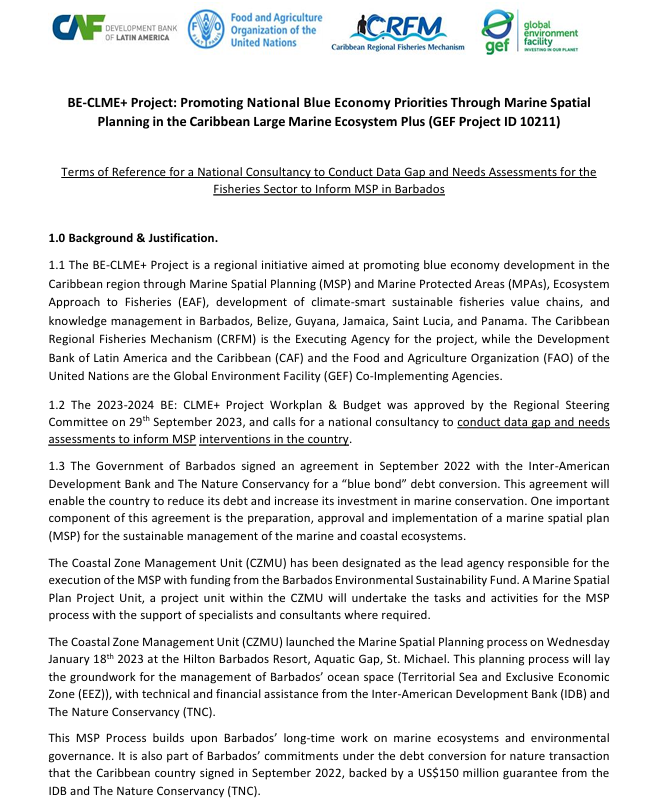 CAF DEVELOPMENT BANK
OF LATIN AMERICA
FAO
Food and Agriculture
Organization of the
United Nations
CRFM
Caribbean Regional Fisheries Mechanism
gef
global
environment
facility
INVESTING IN OUR PLANET
BE-CLME+ Project: Promoting National Blue Economy Priorities Through Marine Spatial
Planning in the Caribbean Large Marine Ecosystem Plus (GEF Project ID 10211)
Terms of Reference for a National Consultancy to Conduct Data Gap and Needs Assessments for the
Fisheries Sector to Inform MSP in Barbados
1.0 Background & Justification.
1.1 The BE-CLME+ Project is a regional initiative aimed at promoting blue economy development in the
Caribbean region through Marine Spatial Planning (MSP) and Marine Protected Areas (MPAs), Ecosystem
Approach to Fisheries (EAF), development of climate-smart sustainable fisheries value chains, and
knowledge management in Barbados, Belize, Guyana, Jamaica, Saint Lucia, and Panama. The Caribbean
Regional Fisheries Mechanism (CRFM) is the Executing Agency for the project, while the Development
Bank of Latin America and the Caribbean (CAF) and the Food and Agriculture Organization (FAO) of the
United Nations are the Global Environment Facility (GEF) Co-Implementing Agencies.
1.2 The 2023-2024 BE: CLME+ Project Workplan & Budget was approved by the Regional Steering
Committee on 29th September 2023, and calls for a national consultancy to conduct data gap and needs
assessments to inform MSP interventions in the country.
1.3 The Government of Barbados signed an agreement in September 2022 with the Inter-American
Development Bank and The Nature Conservancy for a “blue bond” debt conversion. This agreement will
enable the country to reduce its debt and increase its investment in marine conservation. One important
component of this agreement is the preparation, approval and implementation of a marine spatial plan
(MSP) for the sustainable management of the marine and coastal ecosystems.
The Coastal Zone Management Unit (CZMU) has been designated as the lead agency responsible for the
execution of the MSP with funding from the Barbados Environmental Sustainability Fund. A Marine Spatial
Plan Project Unit, a project unit within the CZMU will undertake the tasks and activities for the MSP
process with the support of specialists and consultants where required.
The Coastal Zone Management Unit (CZMU) launched the Marine Spatial Planning process on Wednesday
January 18th 2023 at the Hilton Barbados Resort, Aquatic Gap, St. Michael. This planning process will lay
the groundwork for the management of Barbados’ ocean space (Territorial Sea and Exclusive Economic
Zone (EEZ)), with technical and financial assistance from the Inter-American Development Bank (IDB) and
The Nature Conservancy (TNC).
This MSP Process builds upon Barbados’ long-time work on marine ecosystems and environmental
governance. It is also part of Barbados’ commitments under the debt conversion for nature transaction
that the Caribbean country signed in September 2022, backed by a US$150 million guarantee from the
IDB and The Nature Conservancy (TNC).